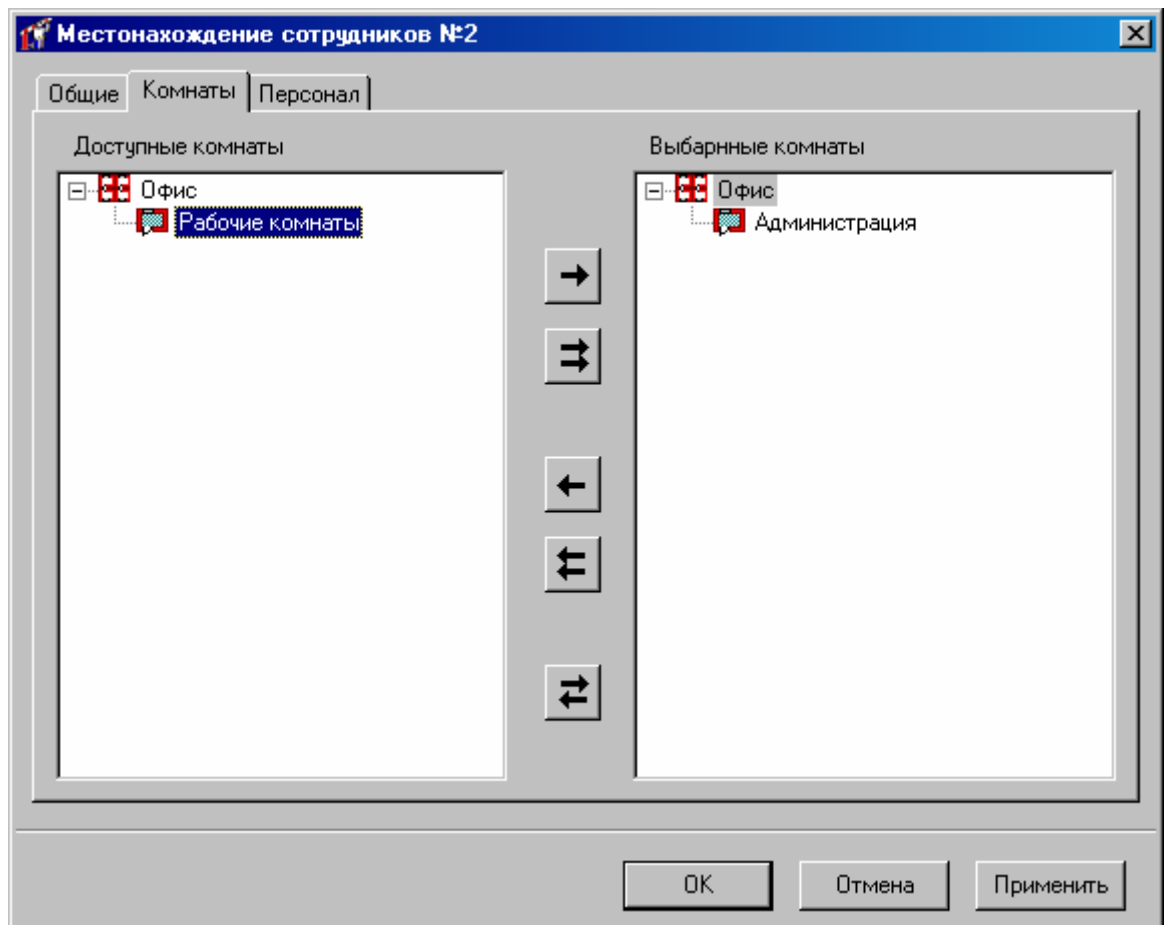 Местонахождение сотрудников №2
Общие Комнаты Персонал
Доступные комнаты
Офис
Рабочие комнаты
Выбарнные комнаты
Офис
Администрация
OK Отмена Применить